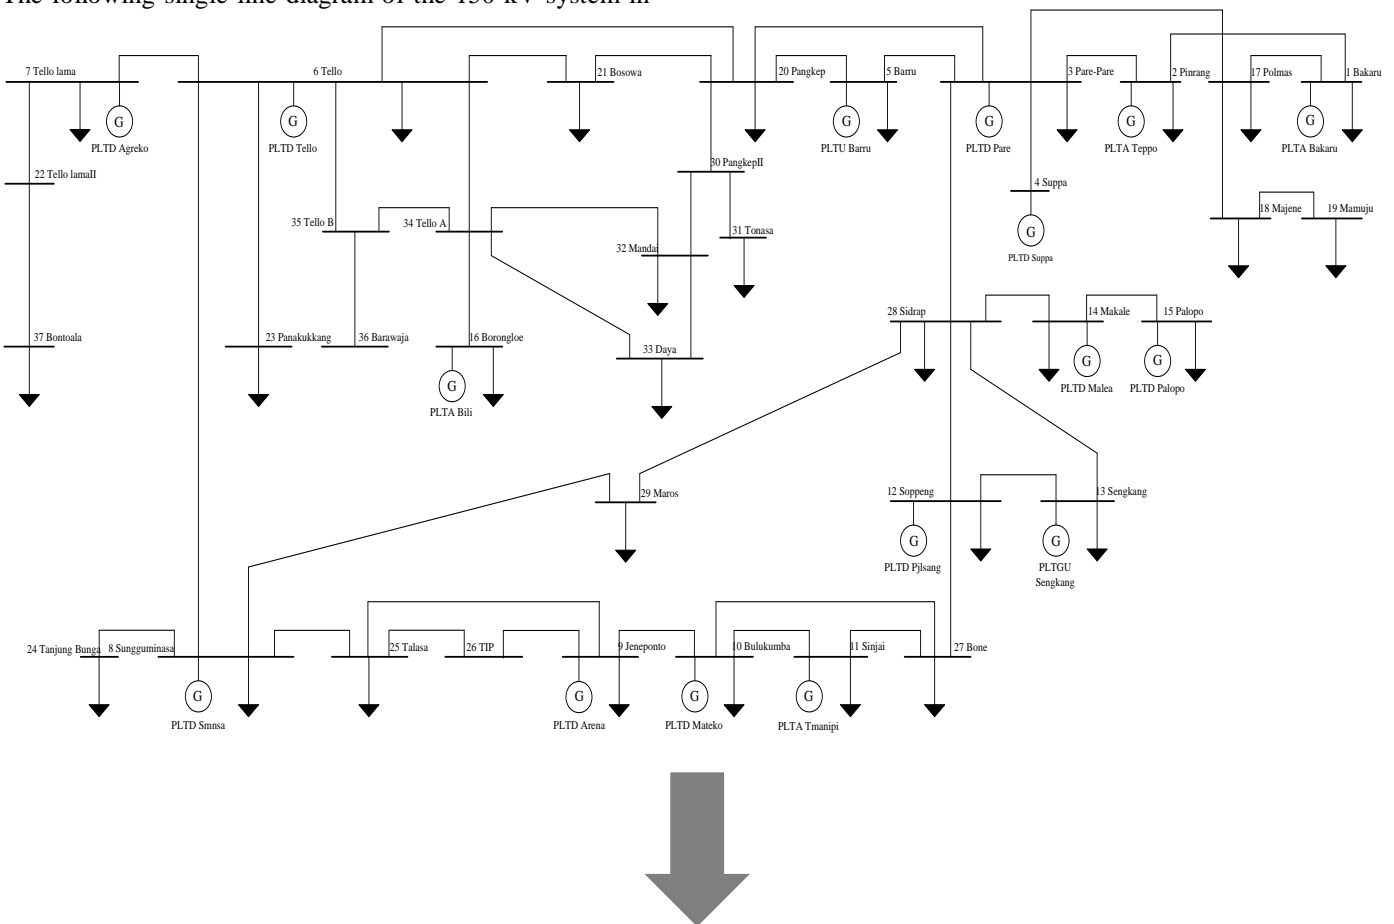 The following single line diagram of the 150 kV system in
7 Tello lama
6 Tello
21 Bosowa
20 Pangkep
5 Barru
3 Pare-Pare
2 Pinrang
17 Polmas
1 Bakaru
G
PLTD Agreko
G
PLTD Tello
G
PLTU Barru
G
PLTD Pare
G
PLTA Teppo
G
PLTA Bakaru
22 Tello lamaII
30 PangkepII
4 Suppa
G
PLTD Suppa
18 Majene
19 Mamuju
35 Tello B
34 Tello A
32 Mandai
31 Tonasa
28 Sidrap
14 Makale
15 Palopo
G
PLTD Malea
G
PLTD Palopo
37 Bontoala
23 Panakukkang
36 Barawaja
16 Borongloe
33 Daya
G
PLTA Bili
29 Maros
12 Soppeng
13 Sengkang
G
PLTD Pjlsang
G
PLTGU
Sengkang
24 Tanjung Bunga
8 Sungguminasa
25 Talasa
26 TIP
9 Jeneponto
10 Bulukumba
11 Sinjai
27 Bone
G
PLTD Smnsa
G
PLTD Arena
G
PLTD Mateko
G
PLTA Tmanipi